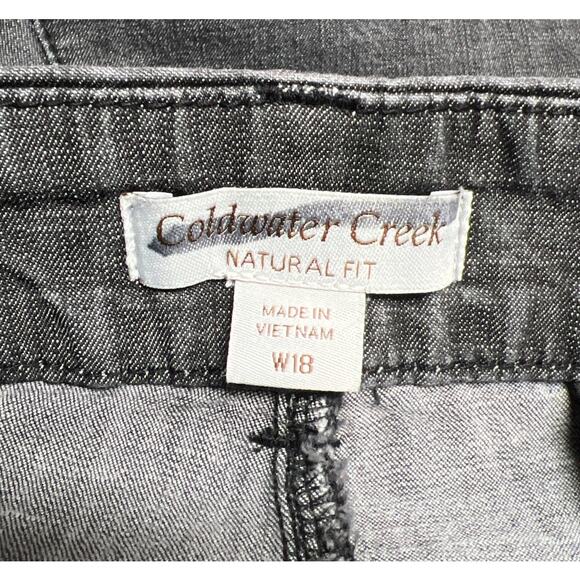 Coldwater Creek
NATURAL FIT
MADE IN
VIETNAM
W18